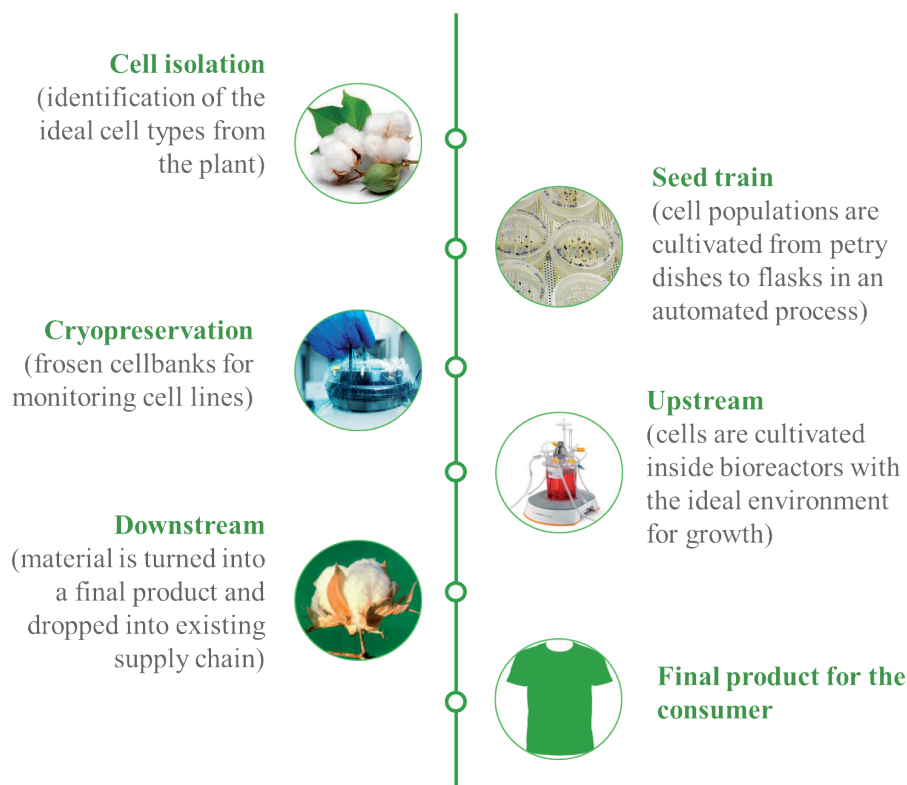 Cell isolation
(identification of the
ideal cell types from
the plant)
Seed train
(cell populations are
cultivated from petry
dishes to flasks in an
automated process)
Cryopreservation
(frosen cellbanks for
monitoring cell lines)
Upstream
(cells are cultivated
inside bioreactors with
the ideal environment
for growth)
Downstream
(material is turned into
a final product and
dropped into existing
supply chain)
Final product for the
consumer